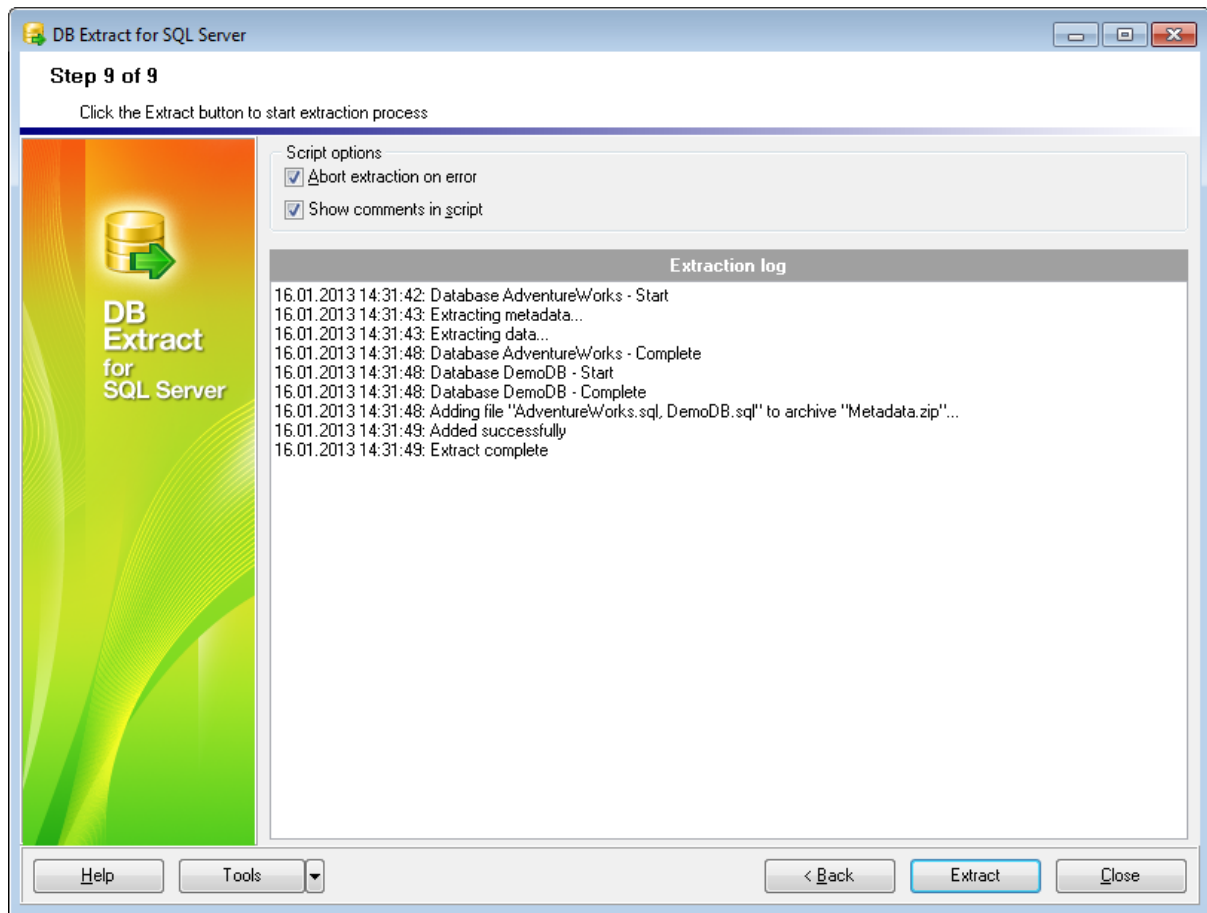 DB Extract for SQL Server
Step 9 of 9
Click the Extract button to start extraction process
DB
Extract
for
SQL Server
Script options
Abort extraction on error
Show comments in script
Extraction log
16.01.2013 14:31:42: Database AdventureWorks - Start
16.01.2013 14:31:43: Extracting metadata...
16.01.2013 14:31:43: Extracting data...
16.01.2013 14:31:48: Database AdventureWorks - Complete
16.01.2013 14:31:48: Database DemoDB - Start
16.01.2013 14:31:48: Database DemoDB - Complete
16.01.2013 14:31:48: Adding file "AdventureWorks.sql, DemoDB.sql" to archive "Metadata.zip"...
16.01.2013 14:31:49: Added successfully
16.01.2013 14:31:49: Extract complete
Help Tools < Back Extract Close